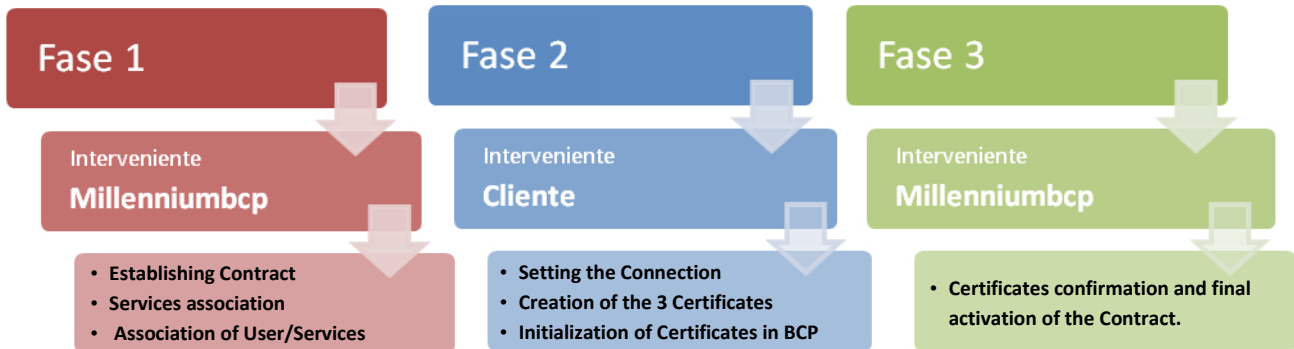 Fase 1
Interveniente
Millenniumbcp
• Establishing Contract
• Services association
• Association of User/Services
Fase 2
Interveniente
Cliente
• Setting the Connection
• Creation of the 3 Certificates
• Initialization of Certificates in BCP
Fase 3
Interveniente
Millenniumbcp
• Certificates confirmation and final
activation of the Contract.